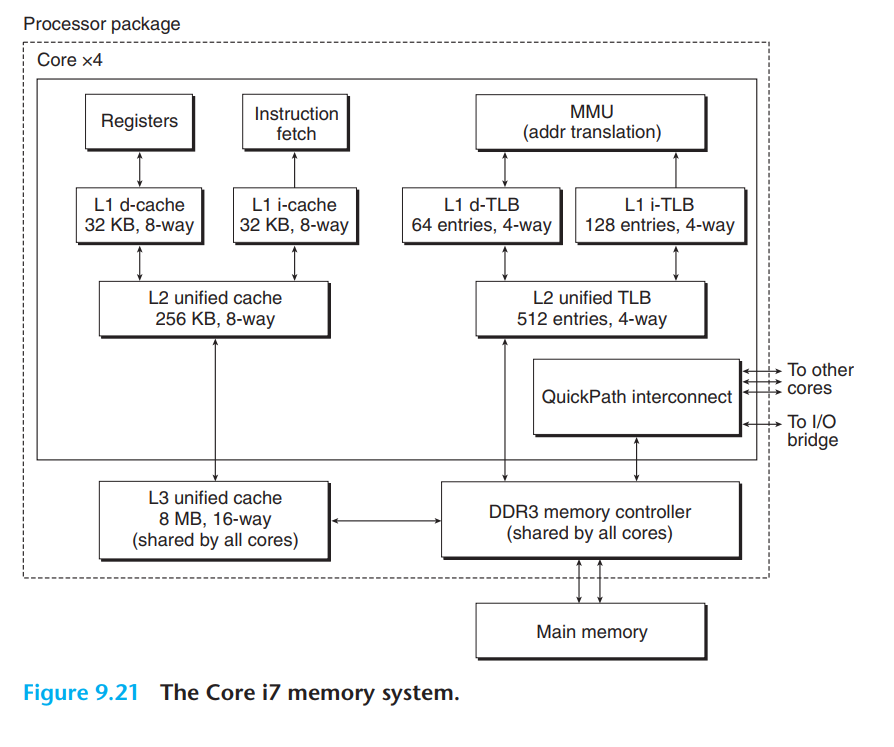 Processor package
Core ×4
Registers
Instruction
fetch
MMU
(addr translation)
L1 d-cache
32 KB, 8-way
L1 i-cache
32 KB, 8-way
L1 d-TLB
64 entries, 4-way
L1 i-TLB
128 entries, 4-way
L2 unified cache
256 KB, 8-way
L2 unified TLB
512 entries, 4-way
QuickPath interconnect
To other
cores
To I/O
bridge
L3 unified cache
8 MB, 16-way
(shared by all cores)
DDR3 memory controller
(shared by all cores)
Main memory
Figure 9.21 The Core i7 memory system.